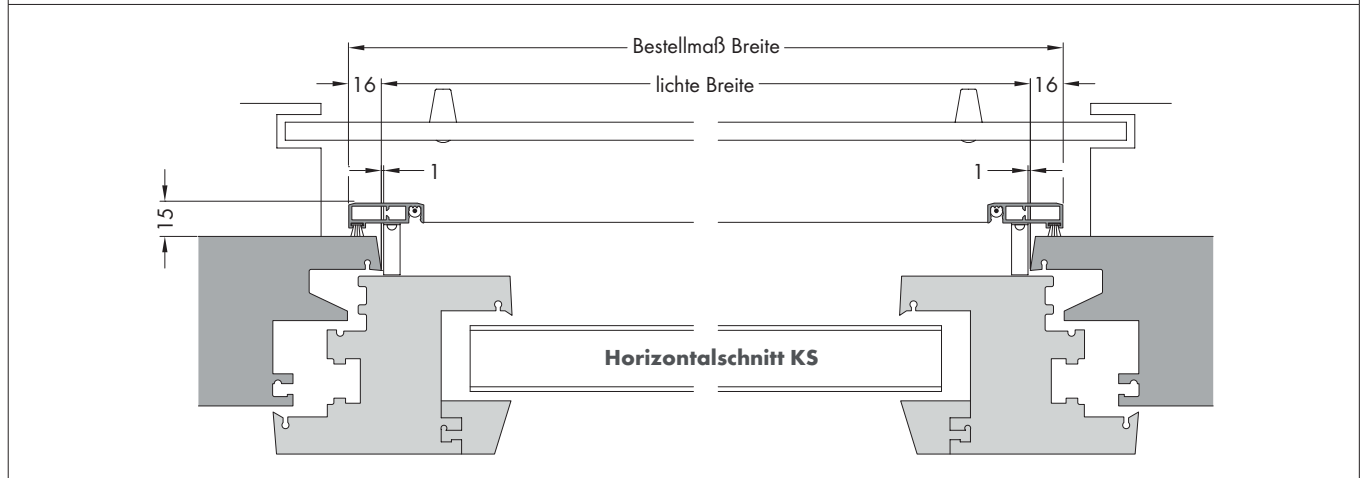 Bestellmaß Breite
16 lichte Breite 16
1 1
15
Horizontalschnitt KS